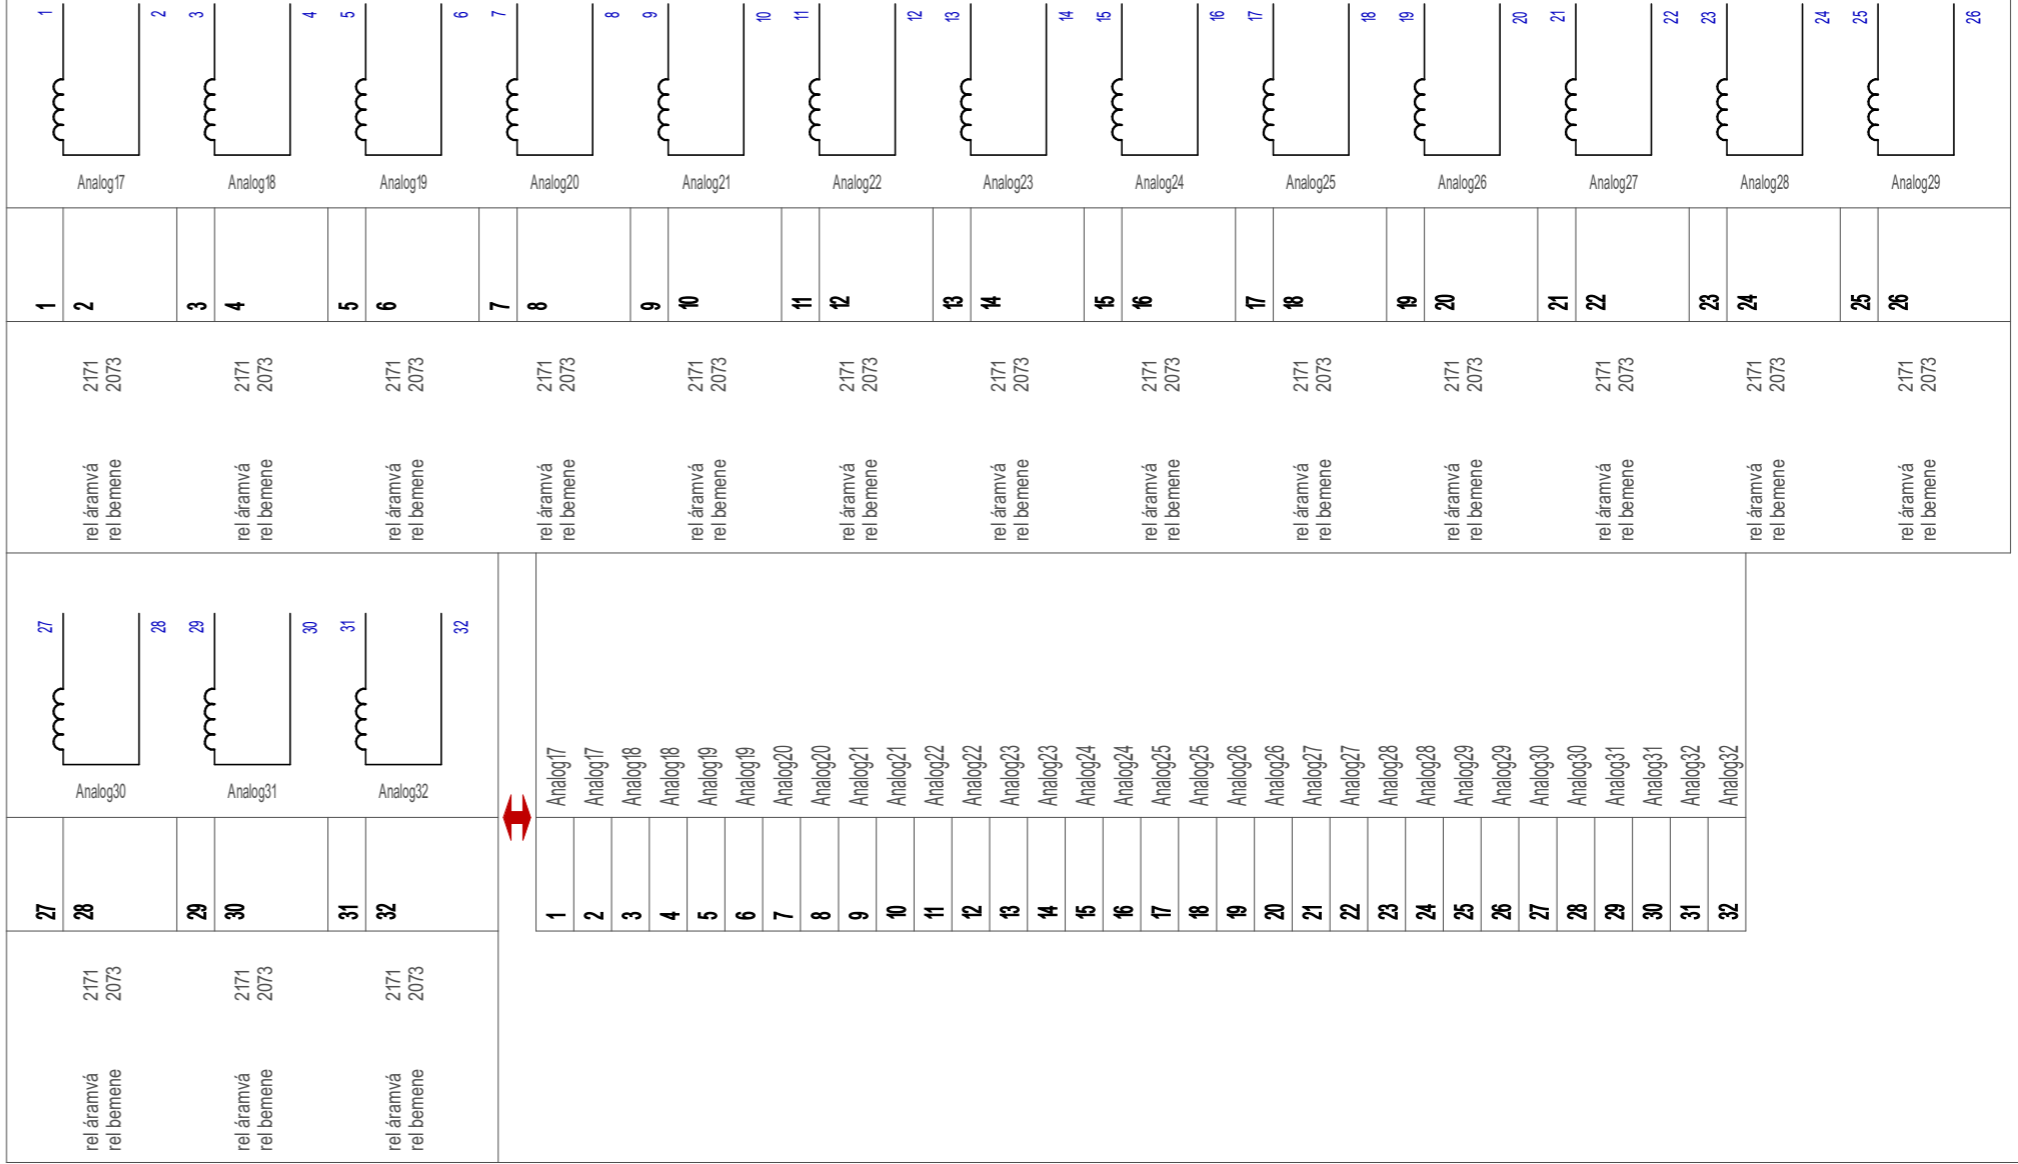 1 2 3 4 5 6 7 8 9 10 11 12 13 14 15 16 17 18 19 20 21 22 23 24 25 26
Analog17 Analog18 Analog19 Analog20 Analog21 Analog22 Analog23 Analog24 Analog25 Analog26 Analog27 Analog28 Analog29
1 2 3 4 5 6 7 8 9 10 11 12 13 14 15 16 17 18 19 20 21 22 23 24 25 26
rel áramvá 2171
rel bemene 2073
rel áramvá 2171
rel bemene 2073
rel áramvá 2171
rel bemene 2073
rel áramvá 2171
rel bemene 2073
rel áramvá 2171
rel bemene 2073
rel áramvá 2171
rel bemene 2073
rel áramvá 2171
rel bemene 2073
rel áramvá 2171
rel bemene 2073
rel áramvá 2171
rel bemene 2073
rel áramvá 2171
rel bemene 2073
rel áramvá 2171
rel bemene 2073
rel áramvá 2171
rel bemene 2073
rel áramvá 2171
rel bemene 2073
27 28 29 30 31 32
Analog30 Analog31 Analog32
27 28 29 30 31 32
rel áramvá 2171
rel bemene 2073
rel áramvá 2171
rel bemene 2073
rel áramvá 2171
rel bemene 2073
1 Analog17
2 Analog17
3 Analog18
4 Analog18
5 Analog19
6 Analog19
7 Analog20
8 Analog20
9 Analog21
10 Analog21
11 Analog22
12 Analog22
13 Analog23
14 Analog23
15 Analog24
16 Analog24
17 Analog25
18 Analog25
19 Analog26
20 Analog26
21 Analog27
22 Analog27
23 Analog28
24 Analog28
25 Analog29
26 Analog29
27 Analog30
28 Analog30
29 Analog31
30 Analog31
31 Analog32
32 Analog32